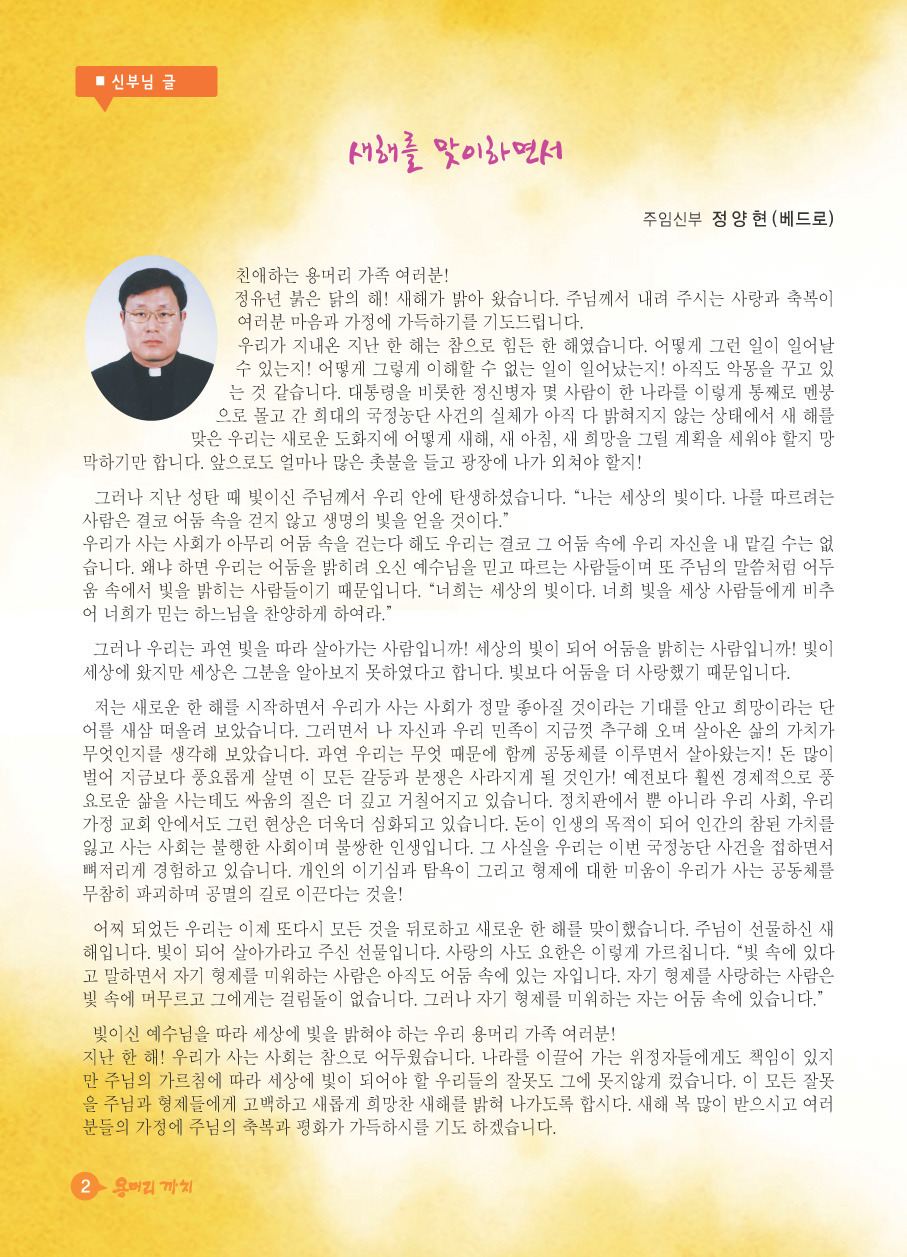 ■ 신부님 글
새해를 맞이하면서
주임신부 정 양 현 (베드로)
친애하는 용머리 가족 여러분!
정유년 붉은 닭의 해! 새해가 밝아 왔습니다. 주님께서 내려 주시는 사랑과 축복이
여러분 마음과 가정에 가득하기를 기도드립니다.
우리가 지내온 지난 한 해는 참으로 힘든 한 해였습니다. 어떻게 그런 일이 일어날
수 있는지! 어떻게 그렇게 이해할 수 없는 일이 일어났는지! 아직도 악몽을 꾸고 있
는 것 같습니다. 대통령을 비롯한 정신병자 몇 사람이 한 나라를 이렇게 통째로 멘붕
으로 몰고 간 희대의 국정농단 사건의 실체가 아직 다 밝혀지지 않는 상태에서 새 해를
맞은 우리는 새로운 도화지에 어떻게 새해, 새 아침, 새 희망을 그릴 계획을 세워야 할지 망
막하기만 합니다. 앞으로도 얼마나 많은 촛불을 들고 광장에 나가 외쳐야 할지!
그러나 지난 성탄 때 빛이신 주님께서 우리 안에 탄생하셨습니다. “나는 세상의 빛이다. 나를 따르려는
사람은 결코 어둠 속을 걷지 않고 생명의 빛을 얻을 것이다.”
우리가 사는 사회가 아무리 어둠 속을 걷는다 해도 우리는 결코 그 어둠 속에 우리 자신을 내 맡길 수는 없
습니다. 왜냐 하면 우리는 어둠을 밝히려 오신 예수님을 믿고 따르는 사람들이며 또 주님의 말씀처럼 어두
움 속에서 빛을 밝히는 사람들이기 때문입니다. “너희는 세상의 빛이다. 너희 빛을 세상 사람들에게 비추
어 너희가 믿는 하느님을 찬양하게 하여라.”
그러나 우리는 과연 빛을 따라 살아가는 사람입니까! 세상의 빛이 되어 어둠을 밝히는 사람입니까! 빛이
세상에 왔지만 세상은 그분을 알아보지 못하였다고 합니다. 빛보다 어둠을 더 사랑했기 때문입니다.
저는 새로운 한 해를 시작하면서 우리가 사는 사회가 정말 좋아질 것이라는 기대를 안고 희망이라는 단
어를 새삼 떠올려 보았습니다. 그러면서 나 자신과 우리 민족이 지금껏 추구해 오며 살아온 삶의 가치가
무엇인지를 생각해 보았습니다. 과연 우리는 무엇 때문에 함께 공동체를 이루면서 살아왔는지! 돈 많이
벌어 지금보다 풍요롭게 살면 이 모든 갈등과 분쟁은 사라지게 될 것인가! 예전보다 훨씬 경제적으로 풍
요로운 삶을 사는데도 싸움의 질은 더 깊고 거칠어지고 있습니다. 정치판에서 뿐 아니라 우리 사회, 우리
가정 교회 안에서도 그런 현상은 더욱더 심화되고 있습니다. 돈이 인생의 목적이 되어 인간의 참된 가치를
잃고 사는 사회는 불행한 사회이며 불쌍한 인생입니다. 그 사실을 우리는 이번 국정농단 사건을 접하면서
뼈저리게 경험하고 있습니다. 개인의 이기심과 탐욕이 그리고 형제에 대한 미움이 우리가 사는 공동체를
무참히 파괴하며 공멸의 길로 이끈다는 것을!
어찌 되었든 우리는 이제 또다시 모든 것을 뒤로하고 새로운 한 해를 맞이했습니다. 주님이 선물하신 새
해입니다. 빛이 되어 살아가라고 주신 선물입니다. 사랑의 사도 요한은 이렇게 가르칩니다. “빛 속에 있다
고 말하면서 자기 형제를 미워하는 사람은 아직도 어둠 속에 있는 자입니다. 자기 형제를 사랑하는 사람은
빛 속에 머무르고 그에게는 걸림돌이 없습니다. 그러나 자기 형제를 미워하는 자는 어둠 속에 있습니다.”
빛이신 예수님을 따라 세상에 빛을 밝혀야 하는 우리 용머리 가족 여러분!
지난 한 해! 우리가 사는 사회는 참으로 어두웠습니다. 나라를 이끌어 가는 위정자들에게도 책임이 있지
만 주님의 가르침에 따라 세상에 빛이 되어야 할 우리들의 잘못도 그에 못지않게 컸습니다. 이 모든 잘못
을 주님과 형제들에게 고백하고 새롭게 희망찬 새해를 밝혀 나가도록 합시다. 새해 복 많이 받으시고 여러
분들의 가정에 주님의 축복과 평화가 가득하시를 기도 하겠습니다.
2 용머리 까치